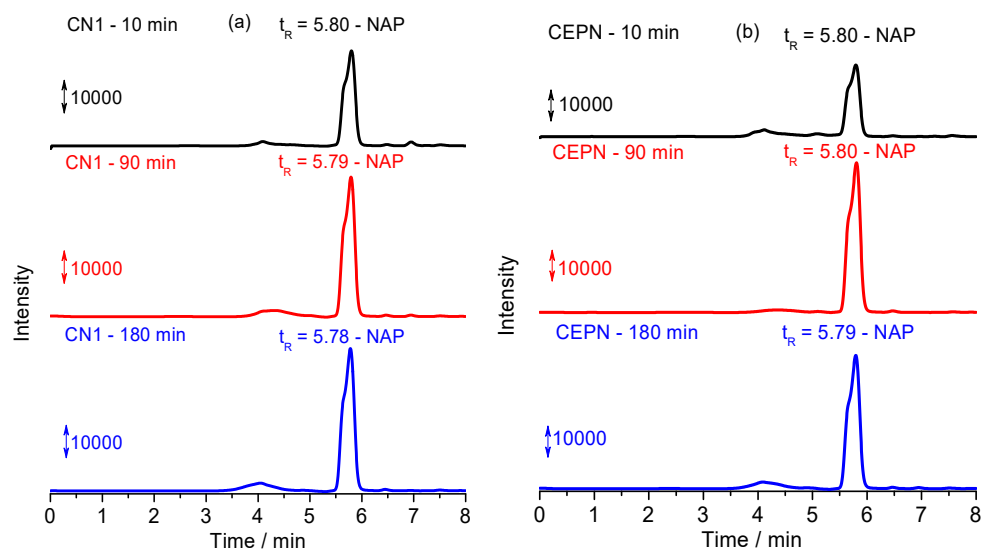 CN1 - 10 min (a) tR = 5.80 - NAP
10000
CN1 - 90 min tR = 5.79 - NAP
10000
CN1 - 180 min tR = 5.78 - NAP
10000
Intensity
0 1 2 3 4 5 6 7 8
Time / min
CEPN - 10 min (b) tR = 5.80 - NAP
10000
CEPN - 90 min tR = 5.80 - NAP
10000
CEPN - 180 min tR = 5.79 - NAP
10000
Intensity
0 1 2 3 4 5 6 7 8
Time / min